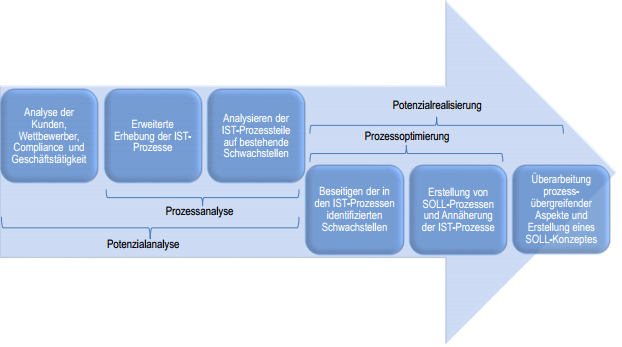 Analyse der
Kunden,
Wettbewerber,
Compliance und
Geschäftstätigkeit
Erweiterte
Erhebung der IST-
Prozesse
Analysieren der
IST-Prozessteile
auf bestehende
Schwachstellen
Prozessanalyse
Potenzialanalyse
Potenzialrealisierung
Prozessoptimierung
Beseitigen der in
den IST-Prozessen
identifizierten
Schwachstellen
Erstellung von
SOLL-Prozessen
und Annäherung
der IST-Prozesse
Überarbeitung
prozess-
übergreifender
Aspekte und
Erstellung eines
SOLL-Konzeptes